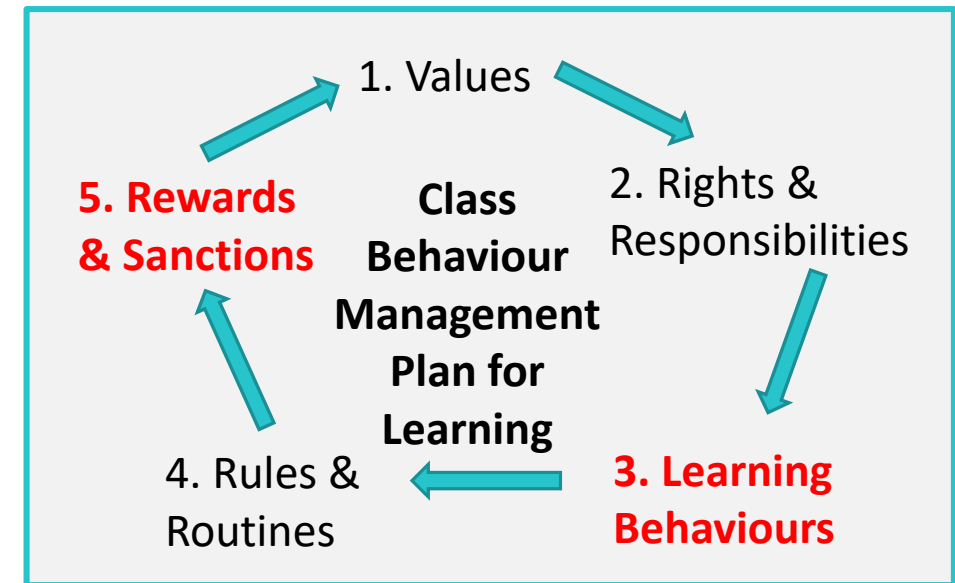 1. Values
2. Rights &
Responsibilities
3. Learning
Behaviours
4. Rules &
Routines
5. Rewards
& Sanctions
Class
Behaviour
Management
Plan for
Learning